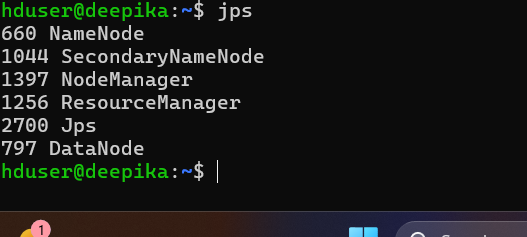 hduser@deepika:~$ jps
660 NameNode
1044 SecondaryNameNode
1397 NodeManager
1256 ResourceManager
2700 Jps
797 DataNode
hduser@deepika:~$
1